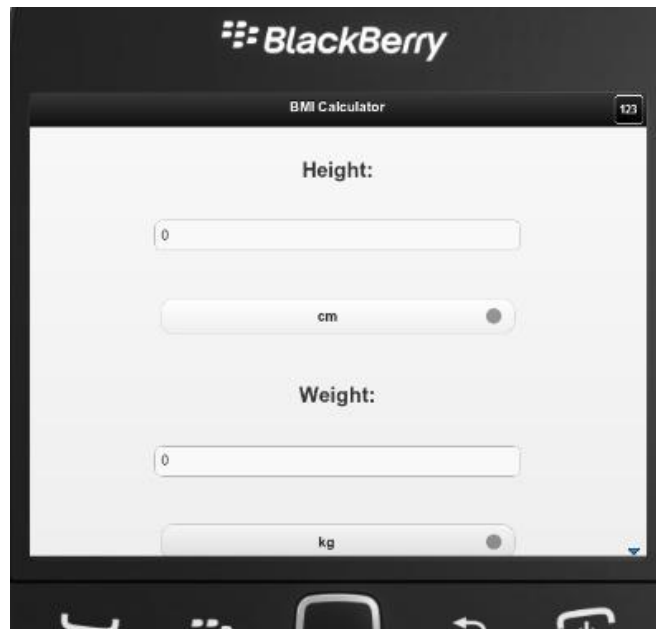 BlackBerry
BMI Calculator
123
Height:
0
cm
Weight:
0
kg